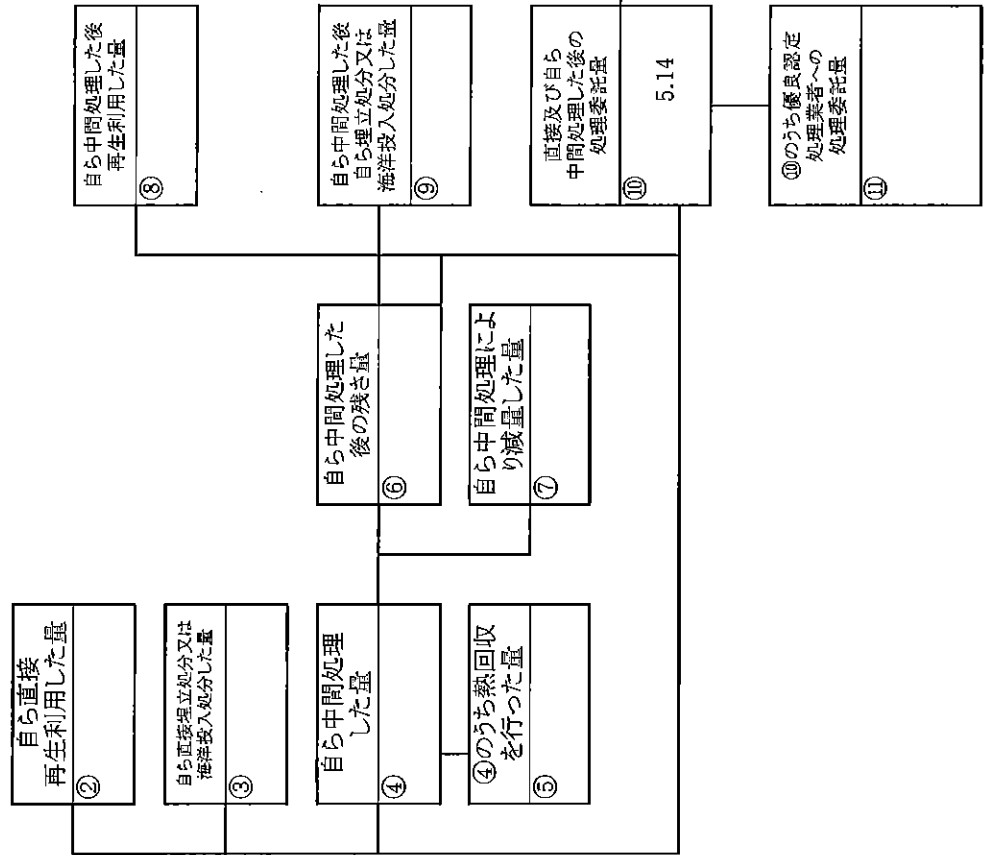 自ら直接
再生利用した量
②
自ら直接埋立処分又は
海洋投入処分した量
③
自ら中間処理
した量
④
④のうち熱回収
を行った量
⑤
自ら中間処理した
後の残さ量
⑥
自ら中間処理によ
り減量した量
⑦
自ら中間処理した後
再生利用した量
⑧
自ら中間処理した後
自ら埋立処分又は
海洋投入処分した量
⑨
直接及び自ら
中間処理した後の
処理委託量
⑩
5.14
⑩のうち優良認定
処理業者への
処理委託量
⑪